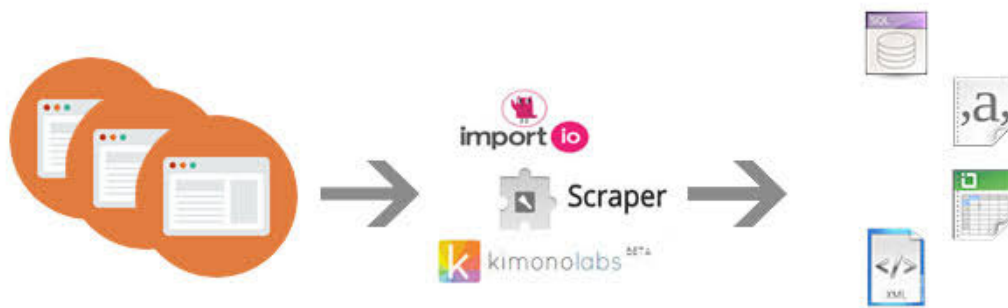 import io
Scraper
k kimonolabs BETA
SQL
,a,
</>
XML